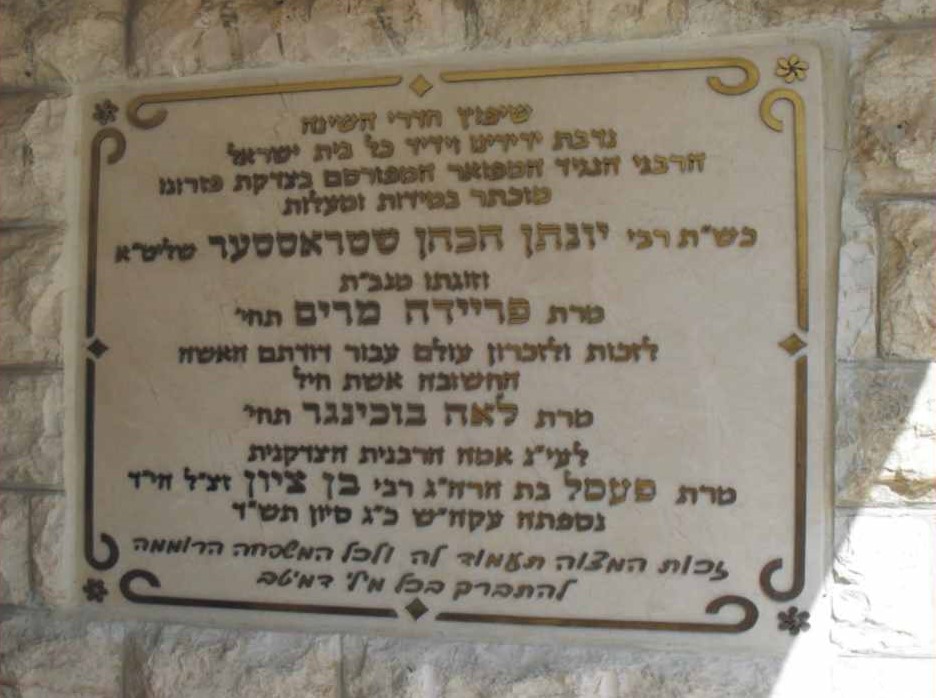 שיפוץ חדרי השינה
נדבת ידידינו וידיד כל בית ישראל
הרבני הנגיד המפואר המפורסם בצדקת פזרונו
מוכתר במידות ומעלות
כש״ת רבי יונתן הכהן שטראססער שליט״א
וזוגתו מנב״ת
מרת פריידה מרים תחי׳
לזכות ולזכרון עולם עבור דודתם האשה
החשובה אשת חיל
מרת לאה בוכינגר תחי׳
לעי״נ אמה הרבנית הצדקנית
מרת פעסל בת הרה״ג רבי בן ציון זצ״ל הי״ד
נספתה עקה״ש כ״ג סיון תש״ד
זכות המצוה תעמוד לה ולכל המשפחה הרוממה
להתברך בכל מילי דמיטב